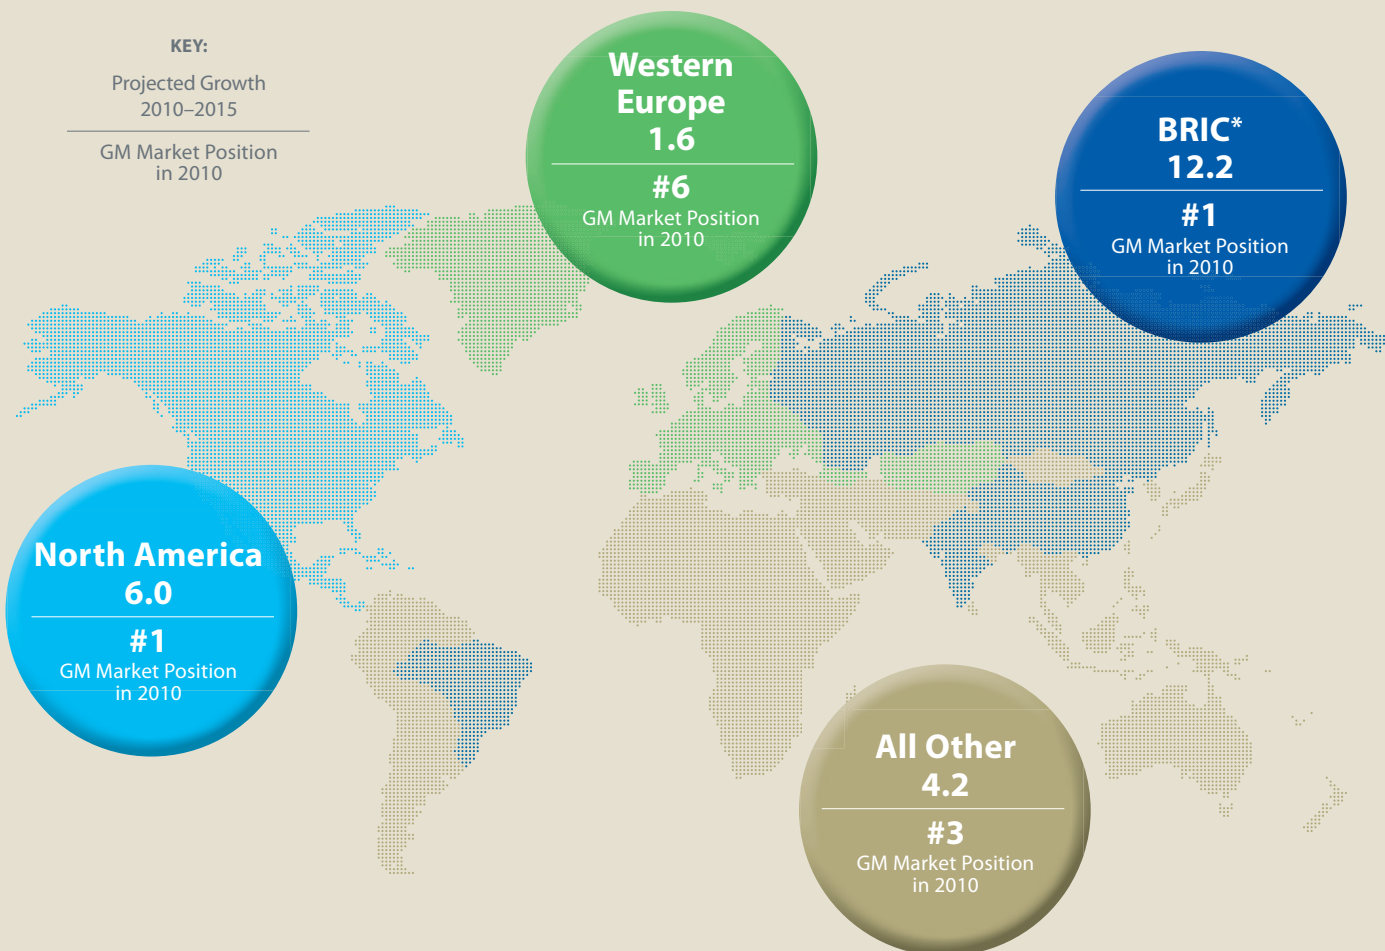 KEY:
Projected Growth
2010–2015
GM Market Position
in 2010
Western
Europe
1.6
#6
GM Market Position
in 2010
BRIC*
12.2
#1
GM Market Position
in 2010
North America
6.0
#1
GM Market Position
in 2010
All Other
4.2
#3
GM Market Position
in 2010